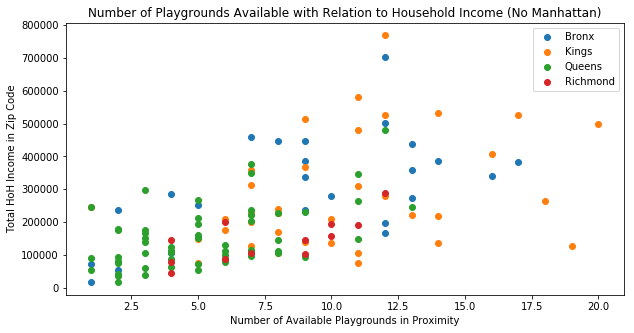 Number of Playgrounds Available with Relation to Household Income (No Manhattan)
Total HoH Income in Zip Code
800000
700000
600000
500000
400000
300000
200000
100000
0
Bronx
Kings
Queens
Richmond
2.5 5.0 7.5 10.0 12.5 15.0 17.5 20.0
Number of Available Playgrounds in Proximity